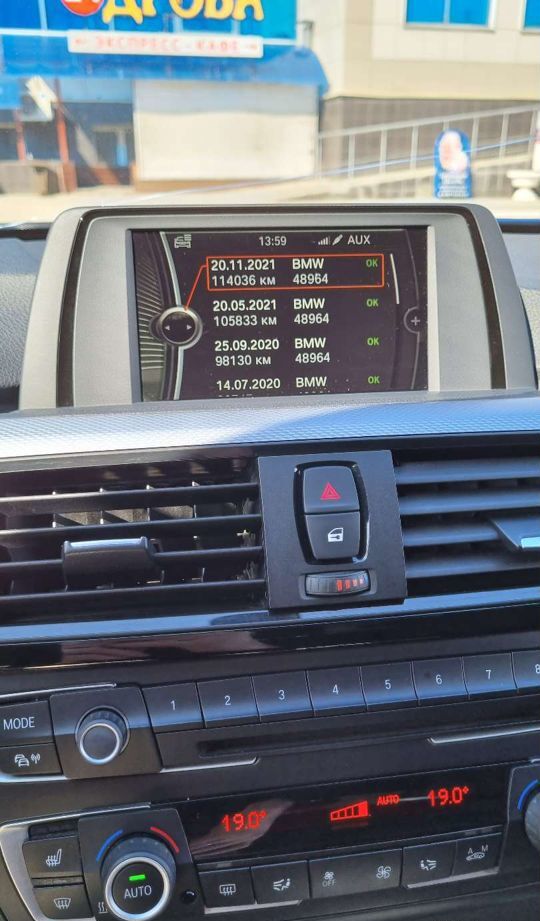 ДРОВА
ЭКСПРЕСС-КАФЕ
13:59 AUX
20.11.2021 BMW OK
114036 км 48964
20.05.2021 BMW OK
105833 км 48964
25.09.2020 BMW OK
98130 км 48964
14.07.2020 BMW OK
MODE 1 2 3 4 5 6 7 8
19.0° AUTO 19.0°
AUTO
OFF
A M